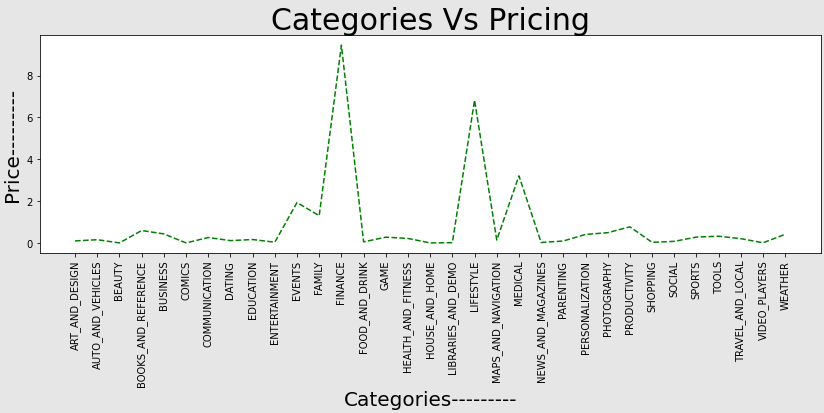 Categories Vs Pricing
Price---------
8
6
4
2
0
ART_AND_DESIGN
AUTO_AND_VEHICLES
BEAUTY
BOOKS_AND_REFERENCE
BUSINESS
COMICS
COMMUNICATION
DATING
EDUCATION
ENTERTAINMENT
EVENTS
FAMILY
FINANCE
FOOD_AND_DRINK
GAME
HEALTH_AND_FITNESS
HOUSE_AND_HOME
LIBRARIES_AND_DEMO
LIFESTYLE
MAPS_AND_NAVIGATION
MEDICAL
NEWS_AND_MAGAZINES
PARENTING
PERSONALIZATION
PHOTOGRAPHY
PRODUCTIVITY
SHOPPING
SOCIAL
SPORTS
TOOLS
TRAVEL_AND_LOCAL
VIDEO_PLAYERS
WEATHER
Categories---------